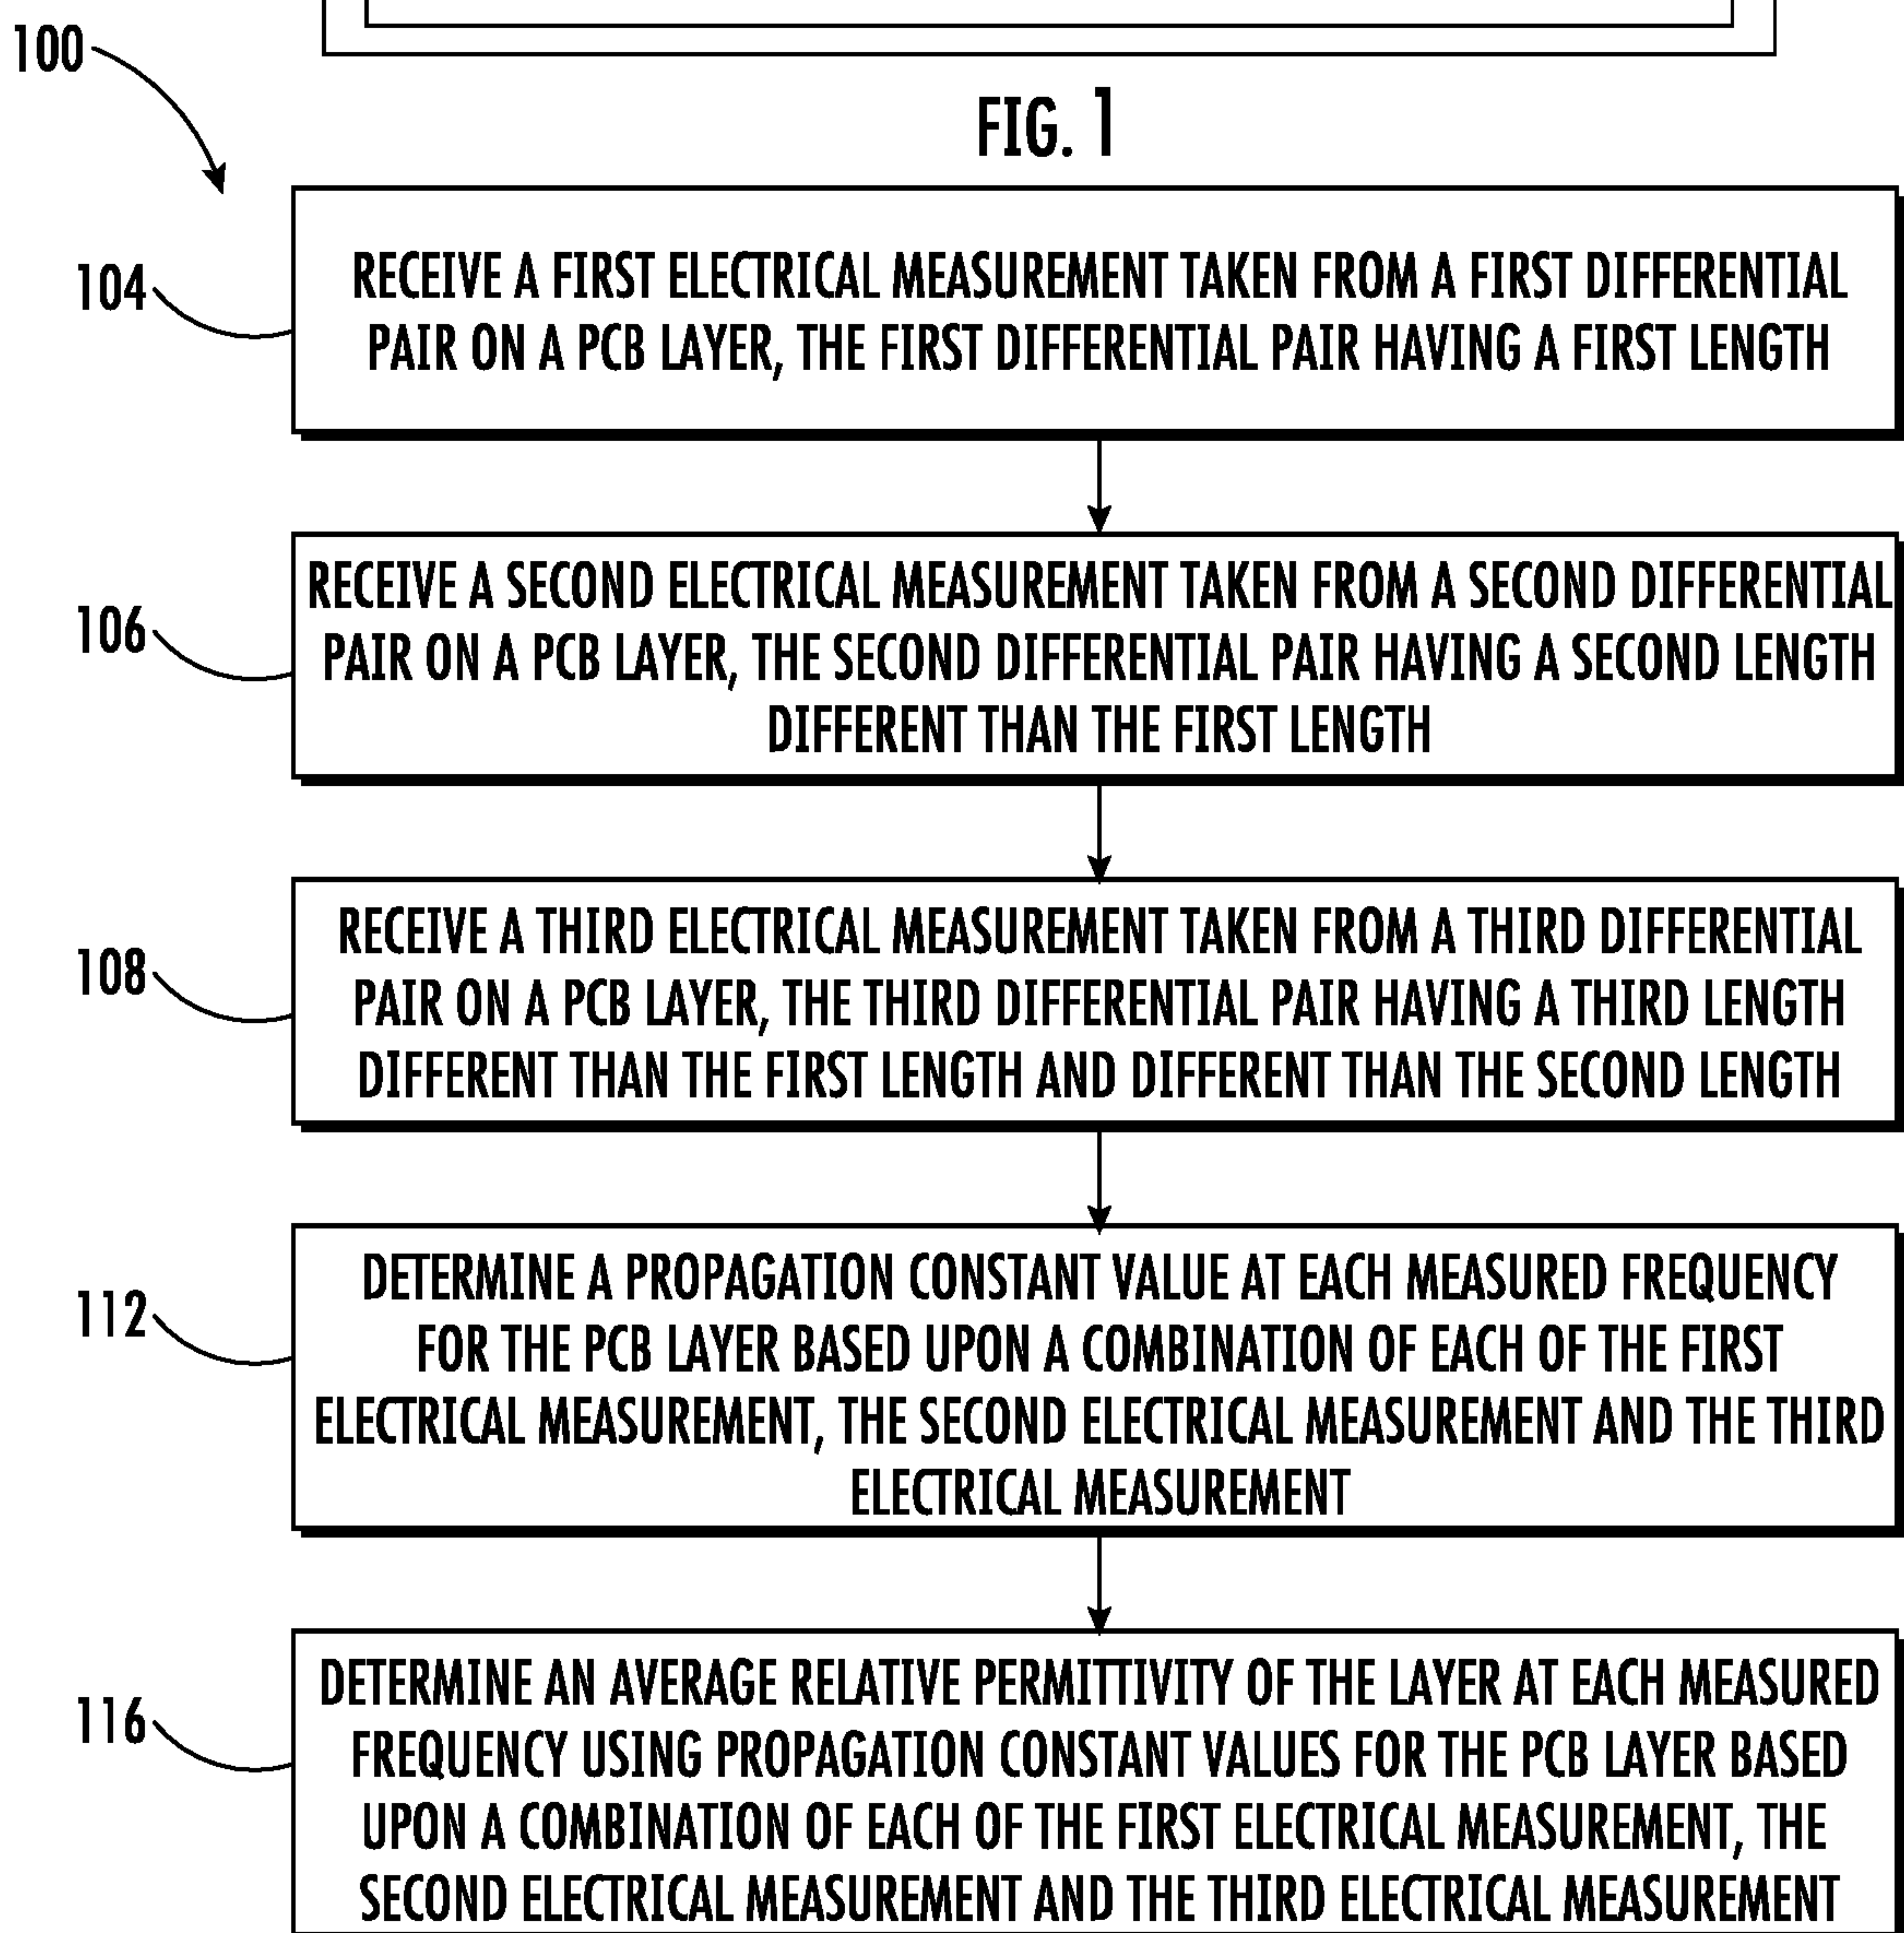 100
FIG. 1
104
RECEIVE A FIRST ELECTRICAL MEASUREMENT TAKEN FROM A FIRST DIFFERENTIAL
PAIR ON A PCB LAYER, THE FIRST DIFFERENTIAL PAIR HAVING A FIRST LENGTH
106
RECEIVE A SECOND ELECTRICAL MEASUREMENT TAKEN FROM A SECOND DIFFERENTIAL
PAIR ON A PCB LAYER, THE SECOND DIFFERENTIAL PAIR HAVING A SECOND LENGTH
DIFFERENT THAN THE FIRST LENGTH
108
RECEIVE A THIRD ELECTRICAL MEASUREMENT TAKEN FROM A THIRD DIFFERENTIAL
PAIR ON A PCB LAYER, THE THIRD DIFFERENTIAL PAIR HAVING A THIRD LENGTH
DIFFERENT THAN THE FIRST LENGTH AND DIFFERENT THAN THE SECOND LENGTH
112
DETERMINE A PROPAGATION CONSTANT VALUE AT EACH MEASURED FREQUENCY
FOR THE PCB LAYER BASED UPON A COMBINATION OF EACH OF THE FIRST
ELECTRICAL MEASUREMENT, THE SECOND ELECTRICAL MEASUREMENT AND THE THIRD
ELECTRICAL MEASUREMENT
116
DETERMINE AN AVERAGE RELATIVE PERMITTIVITY OF THE LAYER AT EACH MEASURED
FREQUENCY USING PROPAGATION CONSTANT VALUES FOR THE PCB LAYER BASED
UPON A COMBINATION OF EACH OF THE FIRST ELECTRICAL MEASUREMENT, THE
SECOND ELECTRICAL MEASUREMENT AND THE THIRD ELECTRICAL MEASUREMENT